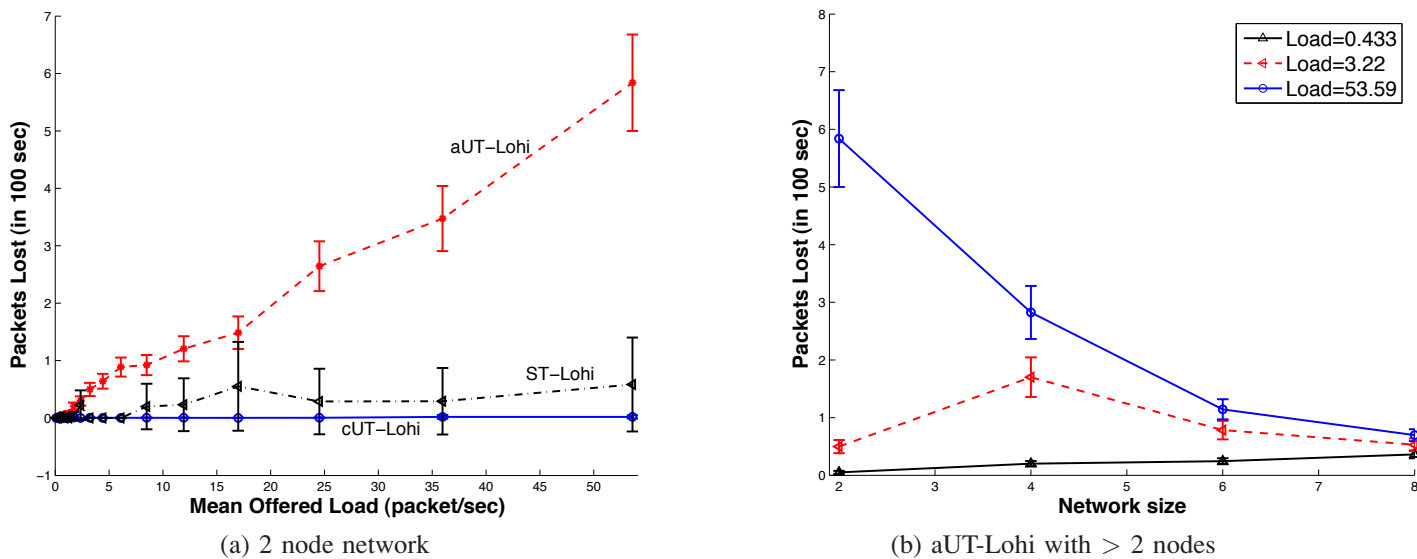 7
6
5
4
3
2
1
0
−1
Packets Lost (in 100 sec)
aUT−Lohi
ST−Lohi
cUT−Lohi
0 5 10 15 20 25 30 35 40 45 50
Mean Offered Load (packet/sec)
(a) 2 node network
8
7
6
5
4
3
2
1
0
Packets Lost (in 100 sec)
Load=0.433
Load=3.22
Load=53.59
2 3 4 5 6 7 8
Network size
(b) aUT-Lohi with > 2 nodes